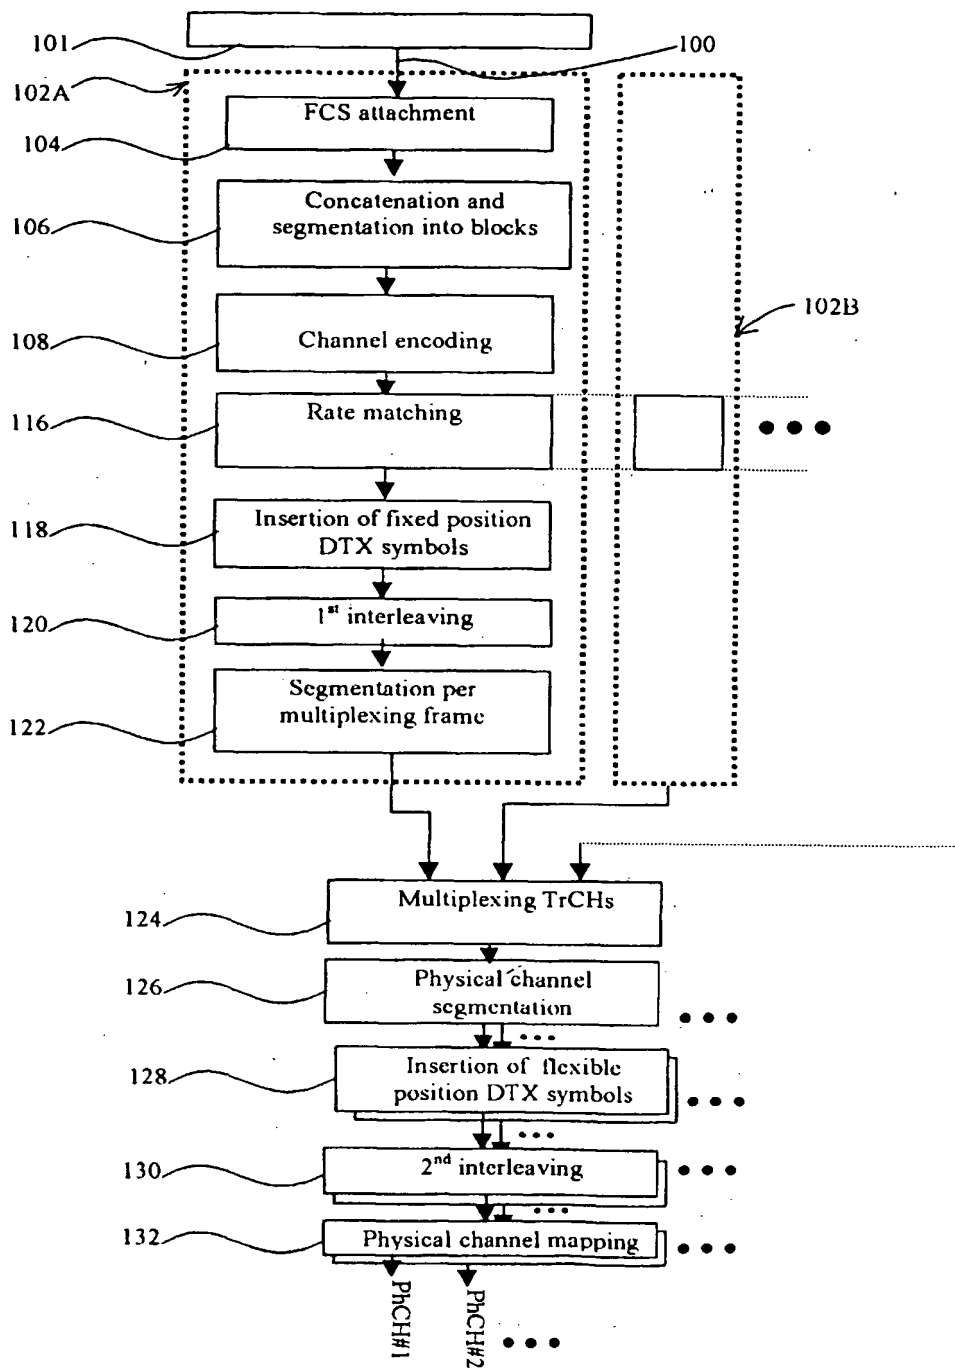 101
100
102A
FCS attachment
104
Concatenation and
segmentation into blocks
106
102B
Channel encoding
108
Rate matching
116
Insertion of fixed position
DTX symbols
118
1st interleaving
120
Segmentation per
multiplexing frame
122
Multiplexing TrCHs
124
Physical channel
segmentation
126
Insertion of flexible
position DTX symbols
128
2nd interleaving
130
Physical channel mapping
132
PhCH#1
PhCH#2